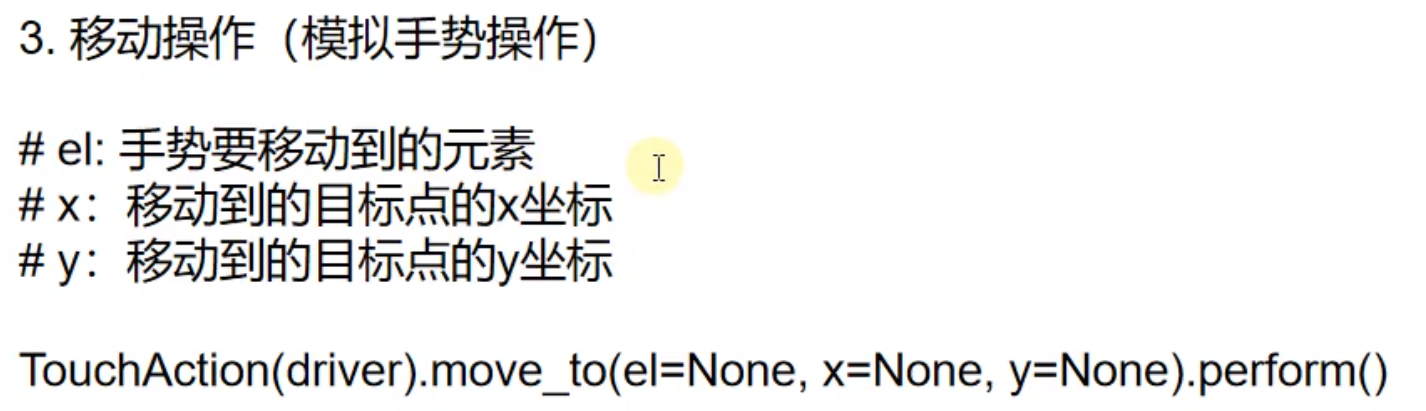 3. 移动操作（模拟手势操作）
# el: 手势要移动到的元素
# x：移动到的目标点的x坐标
# y：移动到的目标点的y坐标
TouchAction(driver).move_to(el=None, x=None, y=None).perform()